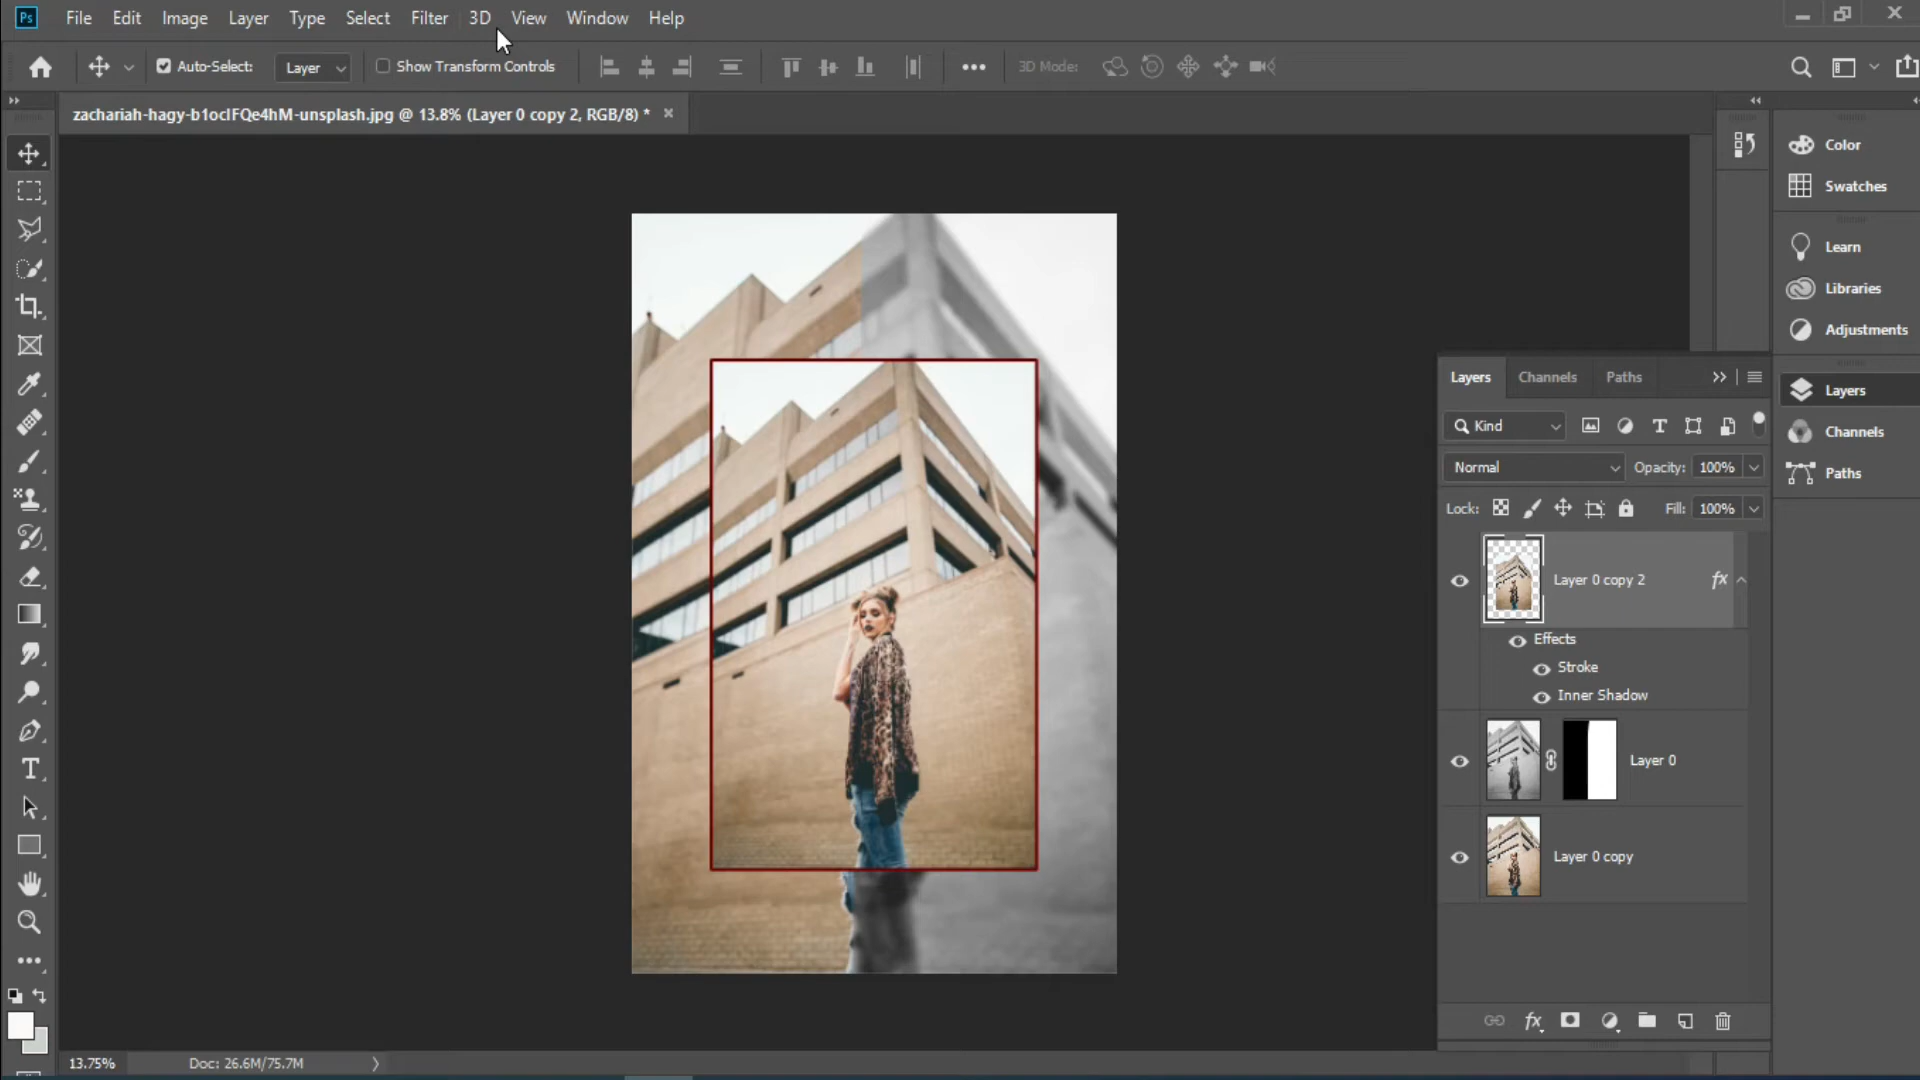 Ps File Edit Image Layer Type Select Filter 3D View Window Help
Auto-Select: Layer Show Transform Controls 3D Mode:
zachariah-hagy-b1oclFQe4hM-unsplash.jpg @ 13.8% (Layer 0 copy 2, RGB/8) *
Color
Swatches
Learn
Libraries
Adjustments
Layers
Channels
Paths
Layers Channels Paths
Kind
Normal Opacity: 100%
Lock: Fill: 100%
Layer 0 copy 2 fx
Effects
Stroke
Inner Shadow
Layer 0
Layer 0 copy
fx
13.75% Doc: 26.6M/75.7M